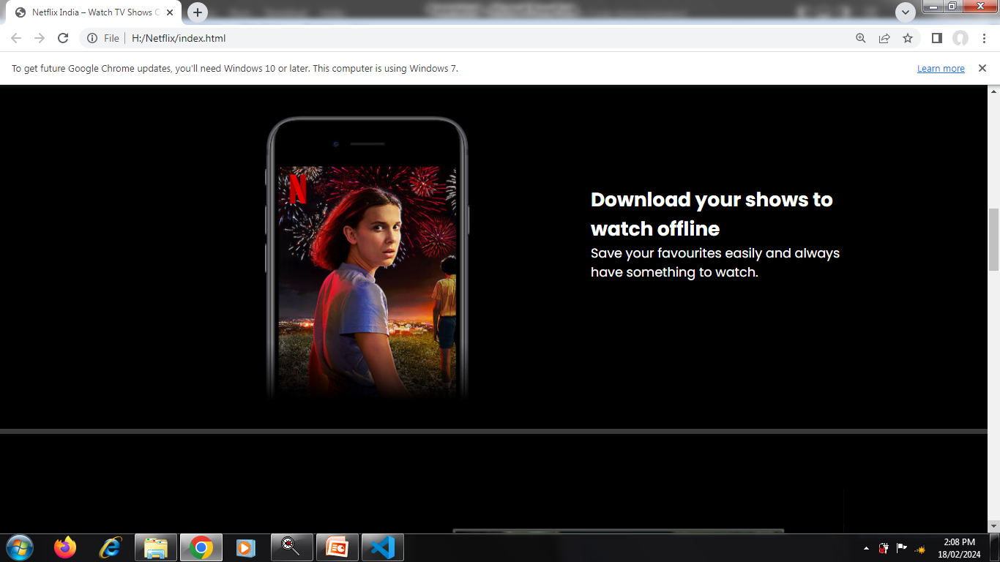 Netflix India – Watch TV Shows
File
H:/Netflix/index.html
To get future Google Chrome updates, you'll need Windows 10 or later. This computer is using Windows 7.
Learn more
N
Download your shows to
watch offline
Save your favourites easily and always
have something to watch.
2:08 PM
18/02/2024